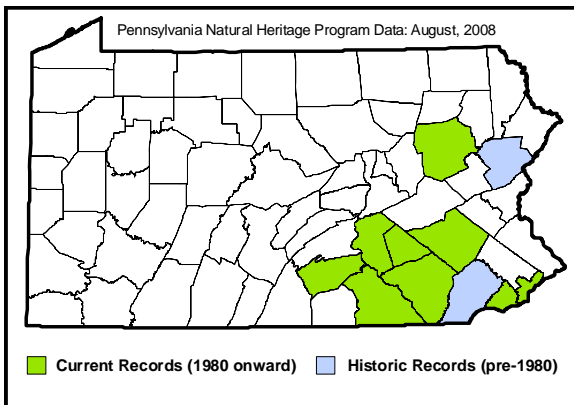 Pennsylvania Natural Heritage Program Data: August, 2008
Current Records (1980 onward) Historic Records (pre-1980)